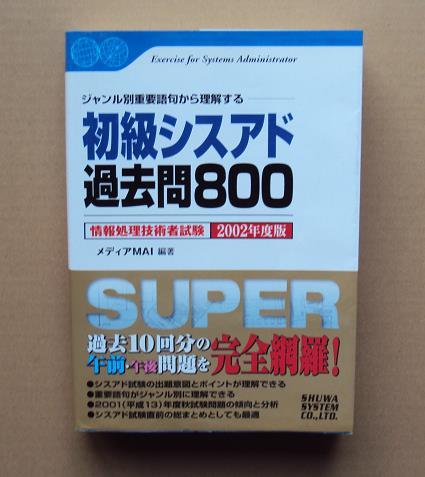 Exercise for Systems Administrator
ジャンル別重要語句から理解する
初級シスアド
過去問800
情報処理技術者試験 2002年度版
メディアMAI 編著
SUPER
過去10回分の
午前・午後問題を完全網羅!
●シスアド試験の出題意図とポイントが理解できる
●重要語句がジャンル別に理解できる
●2001(平成13)年度秋試験問題の傾向と分析
●シスアド試験直前の総まとめとしても最適
SHUWA
SYSTEM
CO.,LTD.